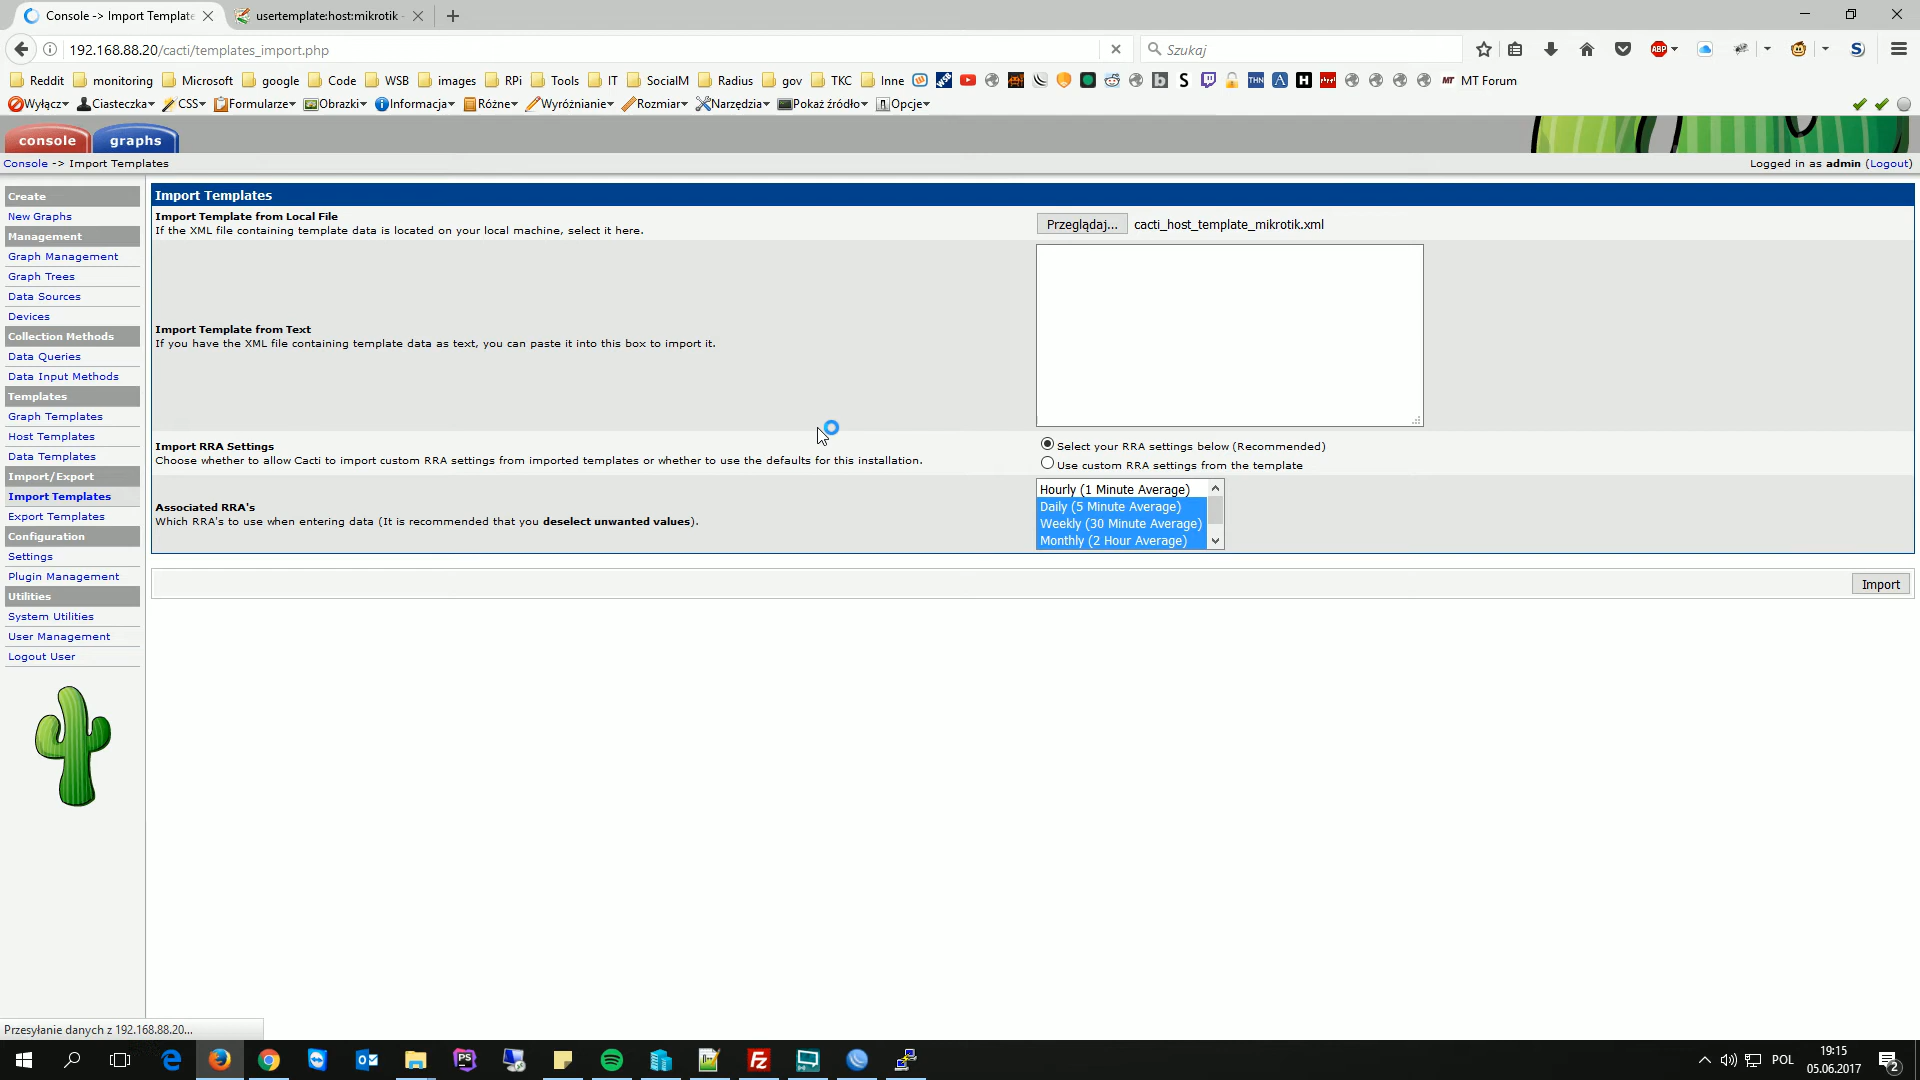 Console -> Import Template
usertemplate:host:mikrotik -
192.168.88.20/cacti/templates_import.php
Szukaj
ABP
Reddit monitoring Microsoft google Code WSB images RPi Tools IT SocialM Radius gov TKC Inne
MT Forum
Wyłącz Ciasteczka CSS Formularze Obrazki Informacja Różne Wyróżnianie Rozmiar Narzędzia Pokaż źródło Opcje
console graphs
Console -> Import Templates
Logged in as admin (Logout)
Create
New Graphs
Management
Graph Management
Graph Trees
Data Sources
Devices
Collection Methods
Data Queries
Data Input Methods
Templates
Graph Templates
Host Templates
Data Templates
Import/Export
Import Templates
Export Templates
Configuration
Settings
Plugin Management
Utilities
System Utilities
User Management
Logout User
Import Templates
Import Template from Local File
If the XML file containing template data is located on your local machine, select it here.
Przeglądaj... cacti_host_template_mikrotik.xml
Import Template from Text
If you have the XML file containing template data as text, you can paste it into this box to import it.
Import RRA Settings
Choose whether to allow Cacti to import custom RRA settings from imported templates or whether to use the defaults for this installation.
Select your RRA settings below (Recommended)
Use custom RRA settings from the template
Associated RRA's
Which RRA's to use when entering data (It is recommended that you deselect unwanted values).
Hourly (1 Minute Average)
Daily (5 Minute Average)
Weekly (30 Minute Average)
Monthly (2 Hour Average)
Import
Przesyłanie danych z 192.168.88.20...
POL
19:15
05.06.2017
2